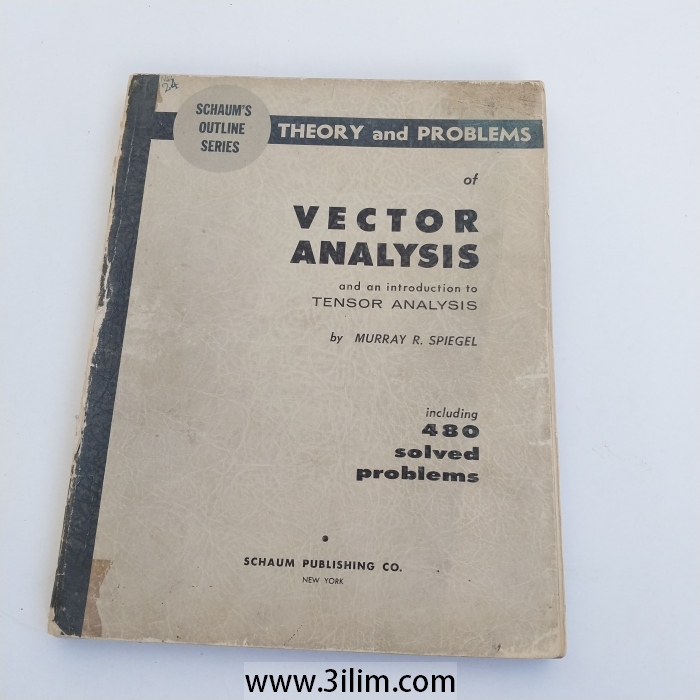 SCHAUM'S
OUTLINE
SERIES
THEORY and PROBLEMS
of
VECTOR
ANALYSIS
and an introduction to
TENSOR ANALYSIS
by MURRAY R. SPIEGEL
including
480
solved
problems
SCHAUM PUBLISHING CO.
NEW YORK
www.3ilim.com